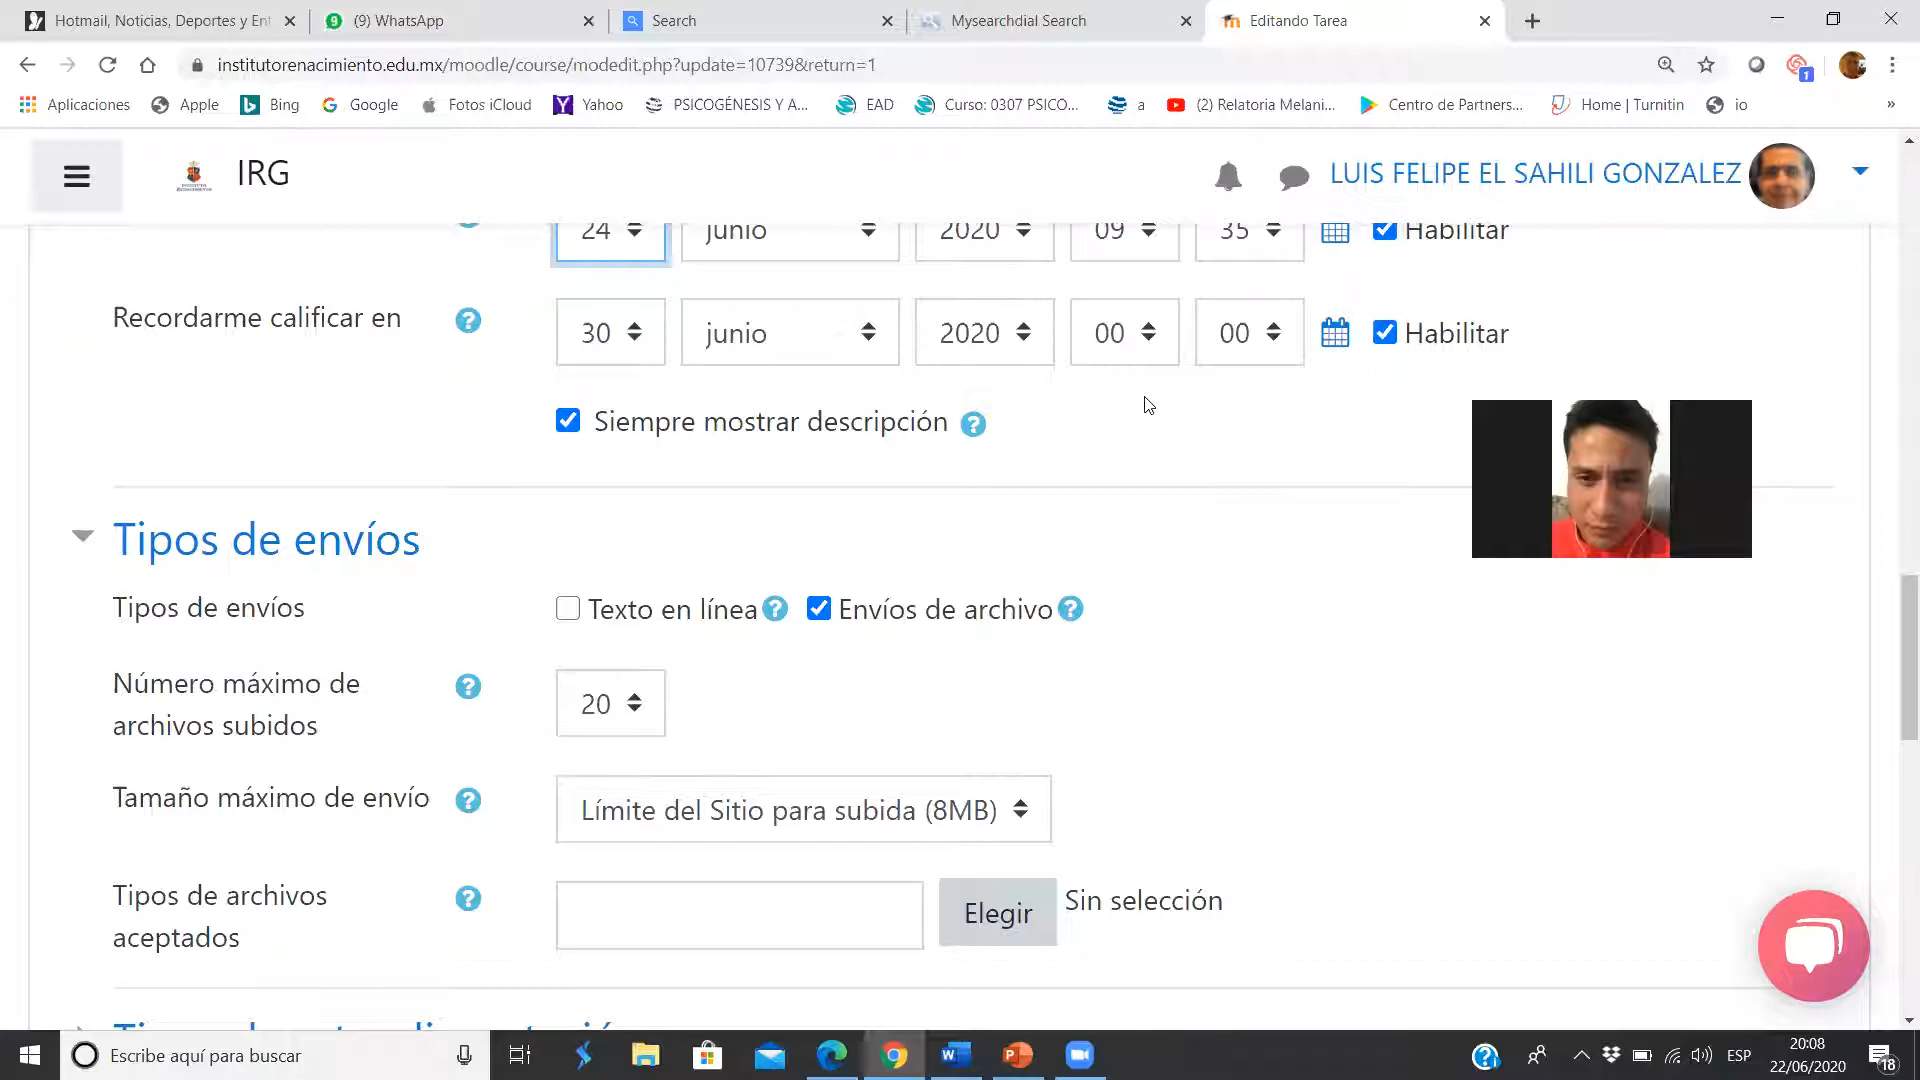 Hotmail, Noticias, Deportes y Ent
9
(9) WhatsApp
Search
Mysearchdial Search
Editando Tarea
institutorenacimiento.edu.mx/moodle/course/modedit.php?update=10739&return=1
1
Aplicaciones
Apple
Bing
Google
Fotos iCloud
Yahoo
PSICOGÉNESIS Y A...
EAD
Curso: 0307 PSICO...
a
(2) Relatoria Melani...
Centro de Partners...
Home | Turnitin
io
»
IRG
LUIS FELIPE EL SAHILI GONZALEZ
24
junio
2020
09
35
Habilitar
Recordarme calificar en
30
junio
2020
00
00
Habilitar
Siempre mostrar descripción
Tipos de envíos
Tipos de envíos
Texto en línea
Envíos de archivo
Número máximo de
archivos subidos
20
Tamaño máximo de envío
Límite del Sitio para subida (8MB)
Tipos de archivos
aceptados
Elegir
Sin selección
Escribe aquí para buscar
ESP
20:08
22/06/2020
18